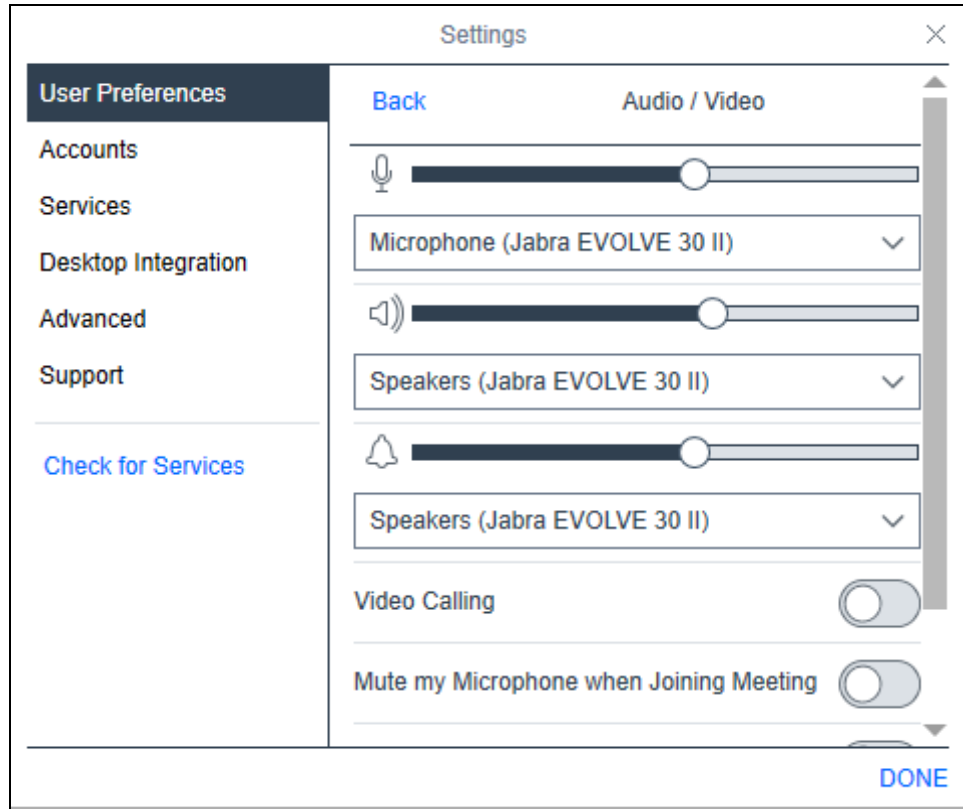 Settings
User Preferences
Accounts
Services
Desktop Integration
Advanced
Support
Check for Services
Back
Audio / Video
Microphone (Jabra EVOLVE 30 II)
Speakers (Jabra EVOLVE 30 II)
Speakers (Jabra EVOLVE 30 II)
Video Calling
Mute my Microphone when Joining Meeting
DONE